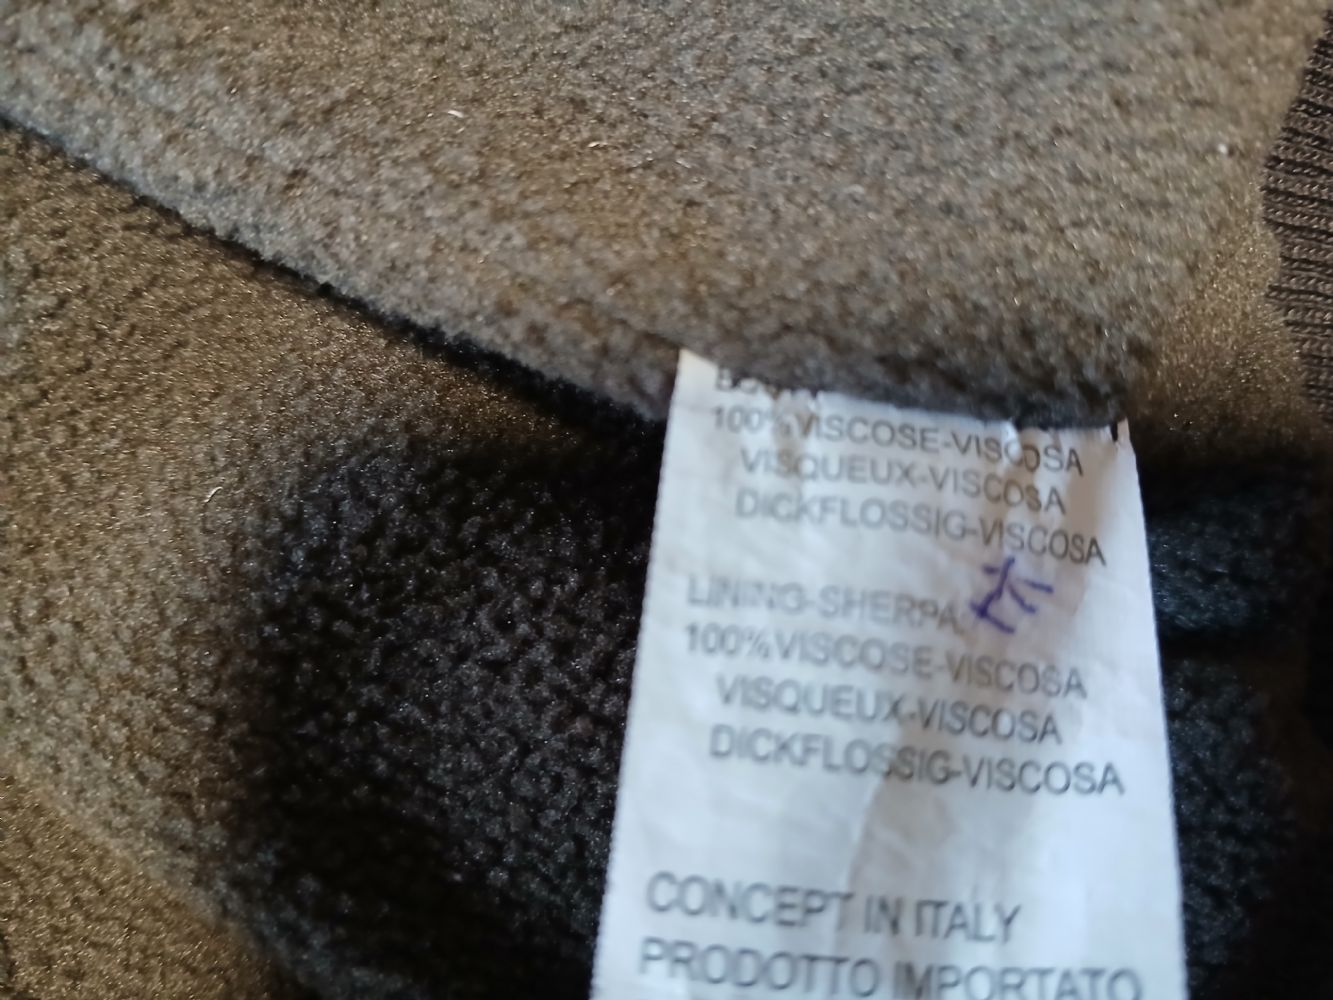 100% VISCOSE-VISCOSA
VISQUEUX-VISCOSA
DICKFLOSSIG-VISCOSA
LINING-SHERPA:
100% VISCOSE-VISCOSA
VISQUEUX-VISCOSA
DICKFLOSSIG-VISCOSA
CONCEPT IN ITALY
PRODOTTO IMPORTATO